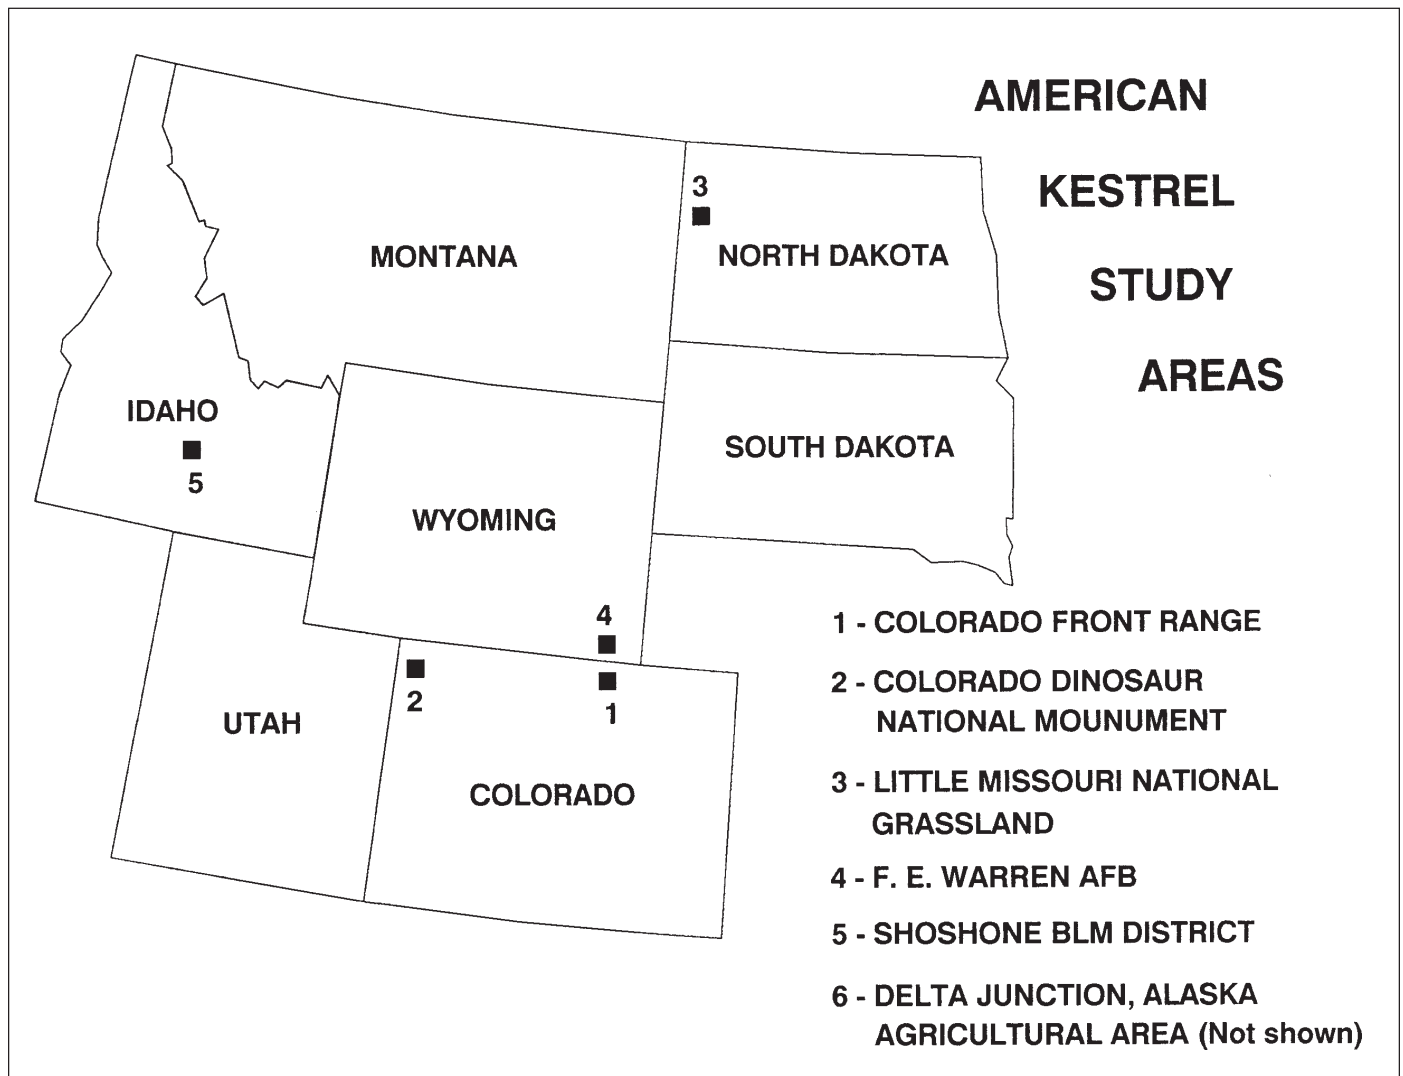 AMERICAN
KESTREL
STUDY
AREAS
3
MONTANA
NORTH DAKOTA
IDAHO
5
SOUTH DAKOTA
WYOMING
4
2
1
UTAH
COLORADO
1 - COLORADO FRONT RANGE
2 - COLORADO DINOSAUR
NATIONAL MOUNUMENT
3 - LITTLE MISSOURI NATIONAL
GRASSLAND
4 - F. E. WARREN AFB
5 - SHOSHONE BLM DISTRICT
6 - DELTA JUNCTION, ALASKA
AGRICULTURAL AREA (Not shown)